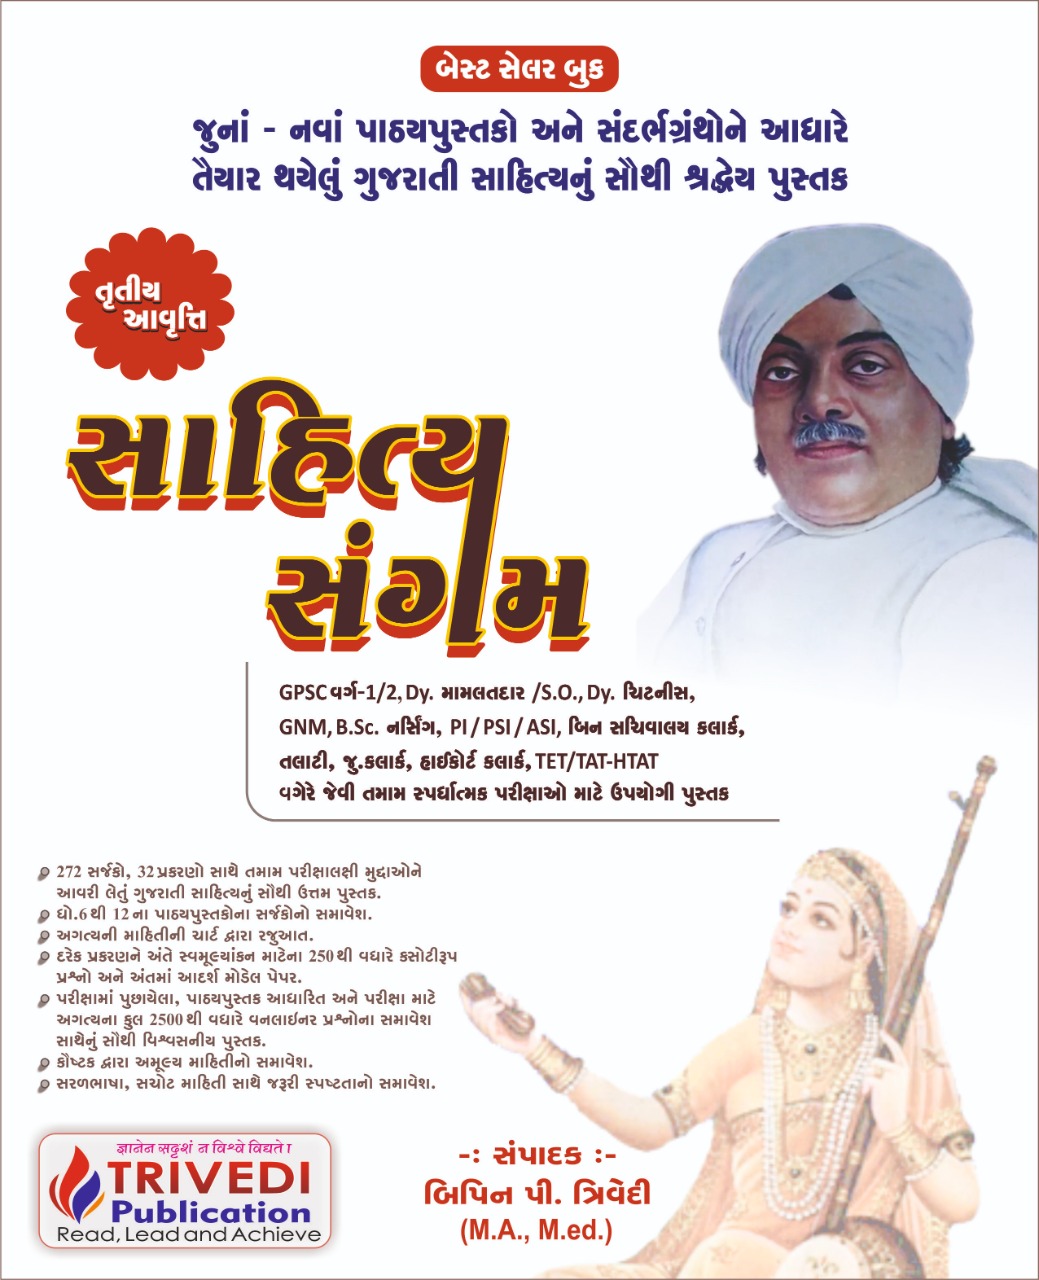 બેસ્ટ સેલર બુક
જુનાં - નવાં પાઠયપુસ્તકો અને સંદર્ભગ્રંથોને આધારે
તૈયાર થયેલું ગુજરાતી સાહિત્યનું સૌથી શ્રદ્ધેય પુસ્તક
તૃતીય
આવૃત્તિ
સાહિત્ય
સંગમ
GPSC વર્ગ-1/2, Dy. મામલતદાર /S.O., Dy. ચિટનીસ,
GNM, B.Sc. નર્સિંગ, PI / PSI / ASI, બિન સચિવાલય કલાર્ક,
તલાટી, જુ.કલાર્ક, હાઈકોર્ટ કલાર્ક, TET/TAT-HTAT
વગેરે જેવી તમામ સ્પર્ધાત્મક પરીક્ષાઓ માટે ઉપયોગી પુસ્તક
272 સર્જકો, 32 પ્રકરણો સાથે તમામ પરીક્ષાલક્ષી મુદ્દાઓને
આવરી લેતું ગુજરાતી સાહિત્યનું સૌથી ઉત્તમ પુસ્તક.
ધો.6 થી 12 ના પાઠયપુસ્તકોના સર્જકોનો સમાવેશ.
અગત્યની માહિતીની ચાર્ટ દ્વારા રજુઆત.
દરેક પ્રકરણને અંતે સ્વમૂલ્યાંકન માટેના 250 થી વધારે કસોટીરૂપ
પ્રશ્નો અને અંતમાં આદર્શ મોડેલ પેપર.
પરીક્ષામાં પુછાયેલા, પાઠયપુસ્તક આધારિત અને પરીક્ષા માટે
અગત્યના કુલ 2500 થી વધારે વનલાઇનર પ્રશ્નોના સમાવેશ
સાથેનું સૌથી વિશ્વસનીય પુસ્તક.
કૌષ્ટક દ્વારા અમૂલ્ય માહિતીનો સમાવેશ.
સરળભાષા, સચોટ માહિતી સાથે જરૂરી સ્પષ્ટતાનો સમાવેશ.
ज्ञानेन सदृशं न विश्वे विद्यते।
TRIVEDI
Publication
Read, Lead and Achieve
-: સંપાદક :-
બિપિન પી. ત્રિવેદી
(M.A., M.ed.)